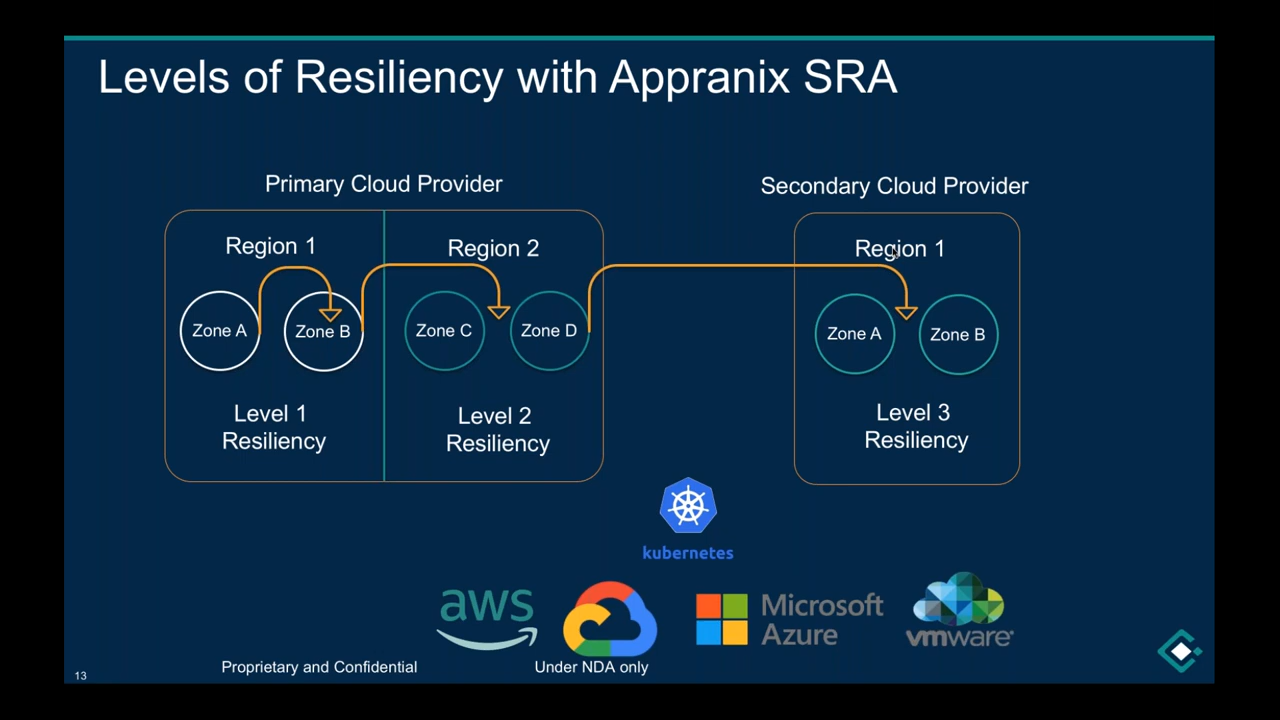 Levels of Resiliency with Appranix SRA
Primary Cloud Provider
Secondary Cloud Provider
Region 1
Region 2
Region 1
Zone A
Zone B
Zone C
Zone D
Zone A
Zone B
Level 1
Resiliency
Level 2
Resiliency
Level 3
Resiliency
kubernetes
aws
Microsoft
Azure
vmware
Proprietary and Confidential
Under NDA only
13